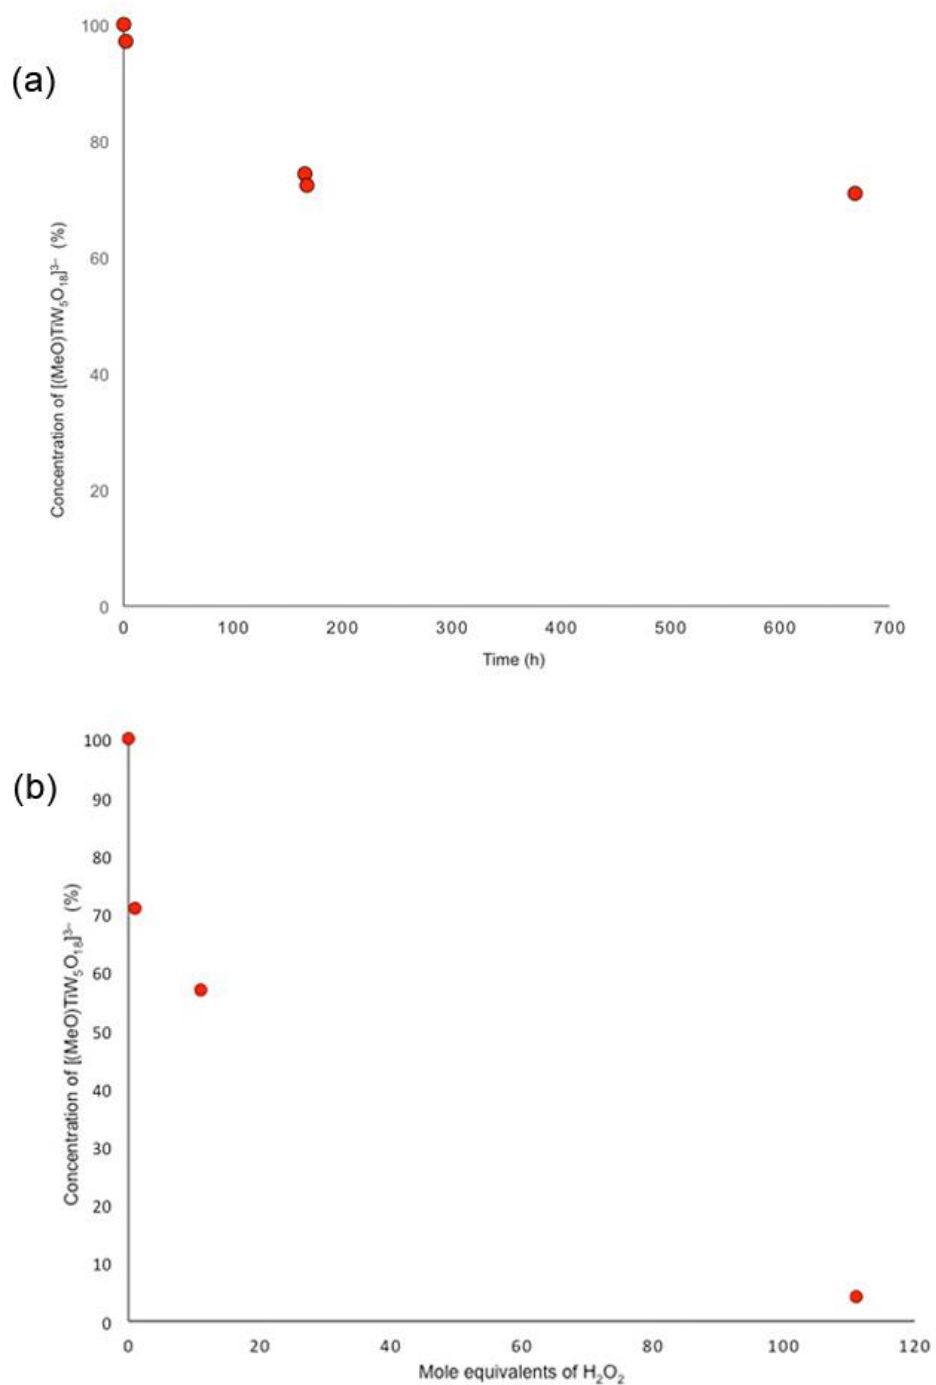 (a)
Concentration of [(MeO)TiW₅O₁₈]³⁻ (%)
100
80
60
40
20
0
0 100 200 300 400 500 600 700
Time (h)
(b)
Concentration of [(MeO)TiW₅O₁₈]³⁻ (%)
100
90
80
70
60
50
40
30
20
10
0
0 20 40 60 80 100 120
Mole equivalents of H₂O₂